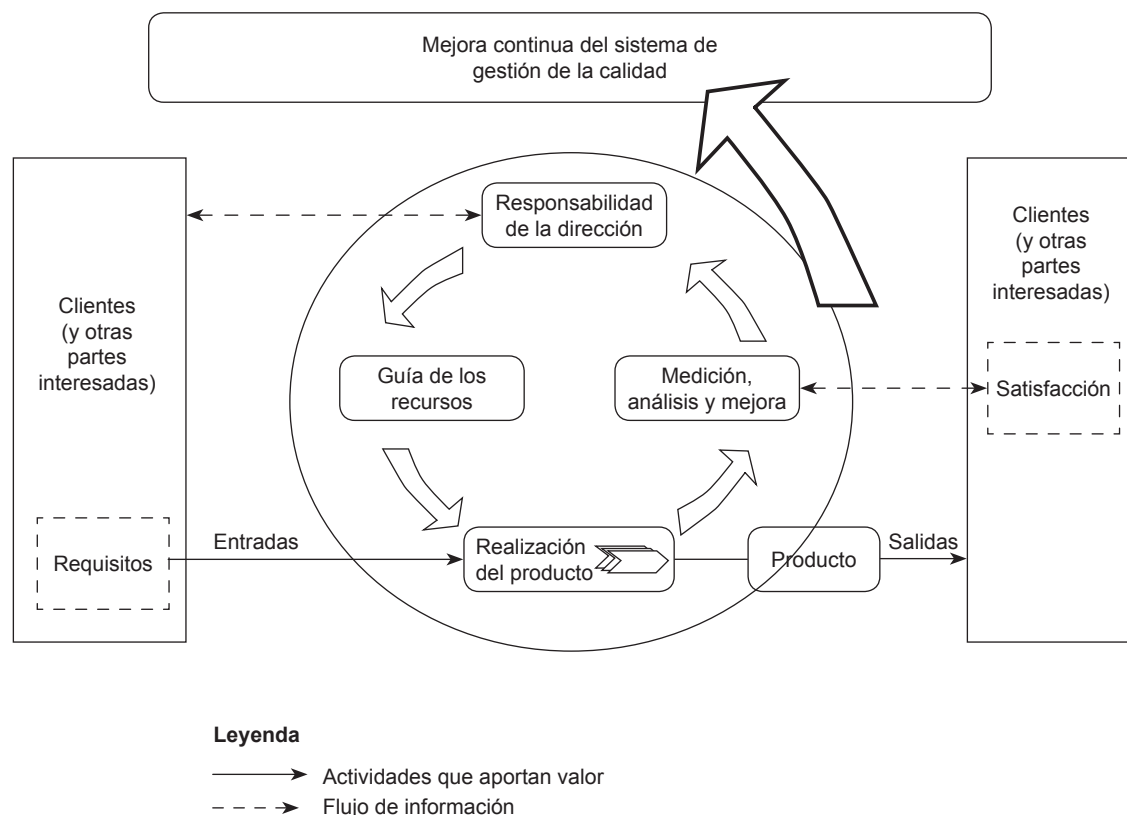 Mejora continua del sistema de
gestión de la calidad
Responsabilidad
de la dirección
Clientes
(y otras
partes
interesadas)
Clientes
(y otras
partes
interesadas)
Guía de los
recursos
Medición,
análisis y mejora
Satisfacción
Requisitos
Entradas
Realización
del producto
Producto
Salidas
Leyenda
Actividades que aportan valor
Flujo de información